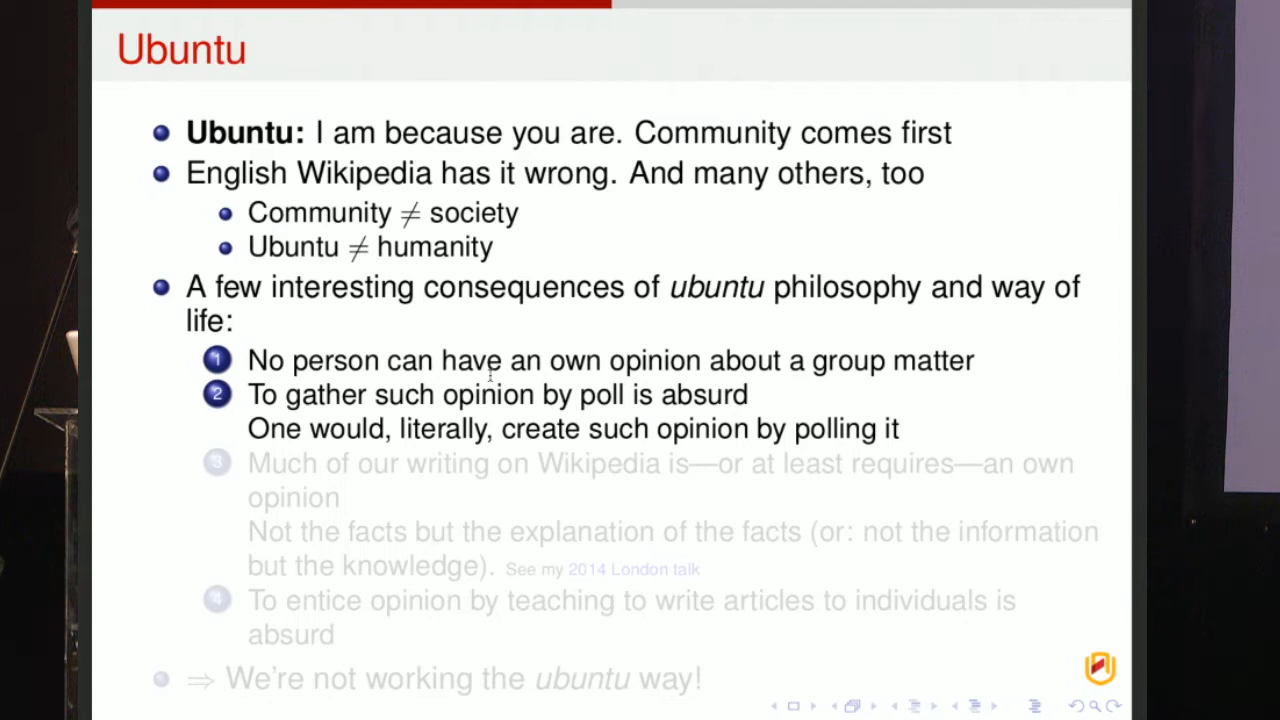 Ubuntu
Ubuntu: I am because you are. Community comes first
English Wikipedia has it wrong. And many others, too
Community ≠ society
Ubuntu ≠ humanity
A few interesting consequences of ubuntu philosophy and way of
life:
1 No person can have an own opinion about a group matter
2 To gather such opinion by poll is absurd
One would, literally, create such opinion by polling it
3 Much of our writing on Wikipedia is—or at least requires—an own
opinion
Not the facts but the explanation of the facts (or: not the information
but the knowledge). See my 2014 London talk
4 To entice opinion by teaching to write articles to individuals is
absurd
⇒ We're not working the ubuntu way!